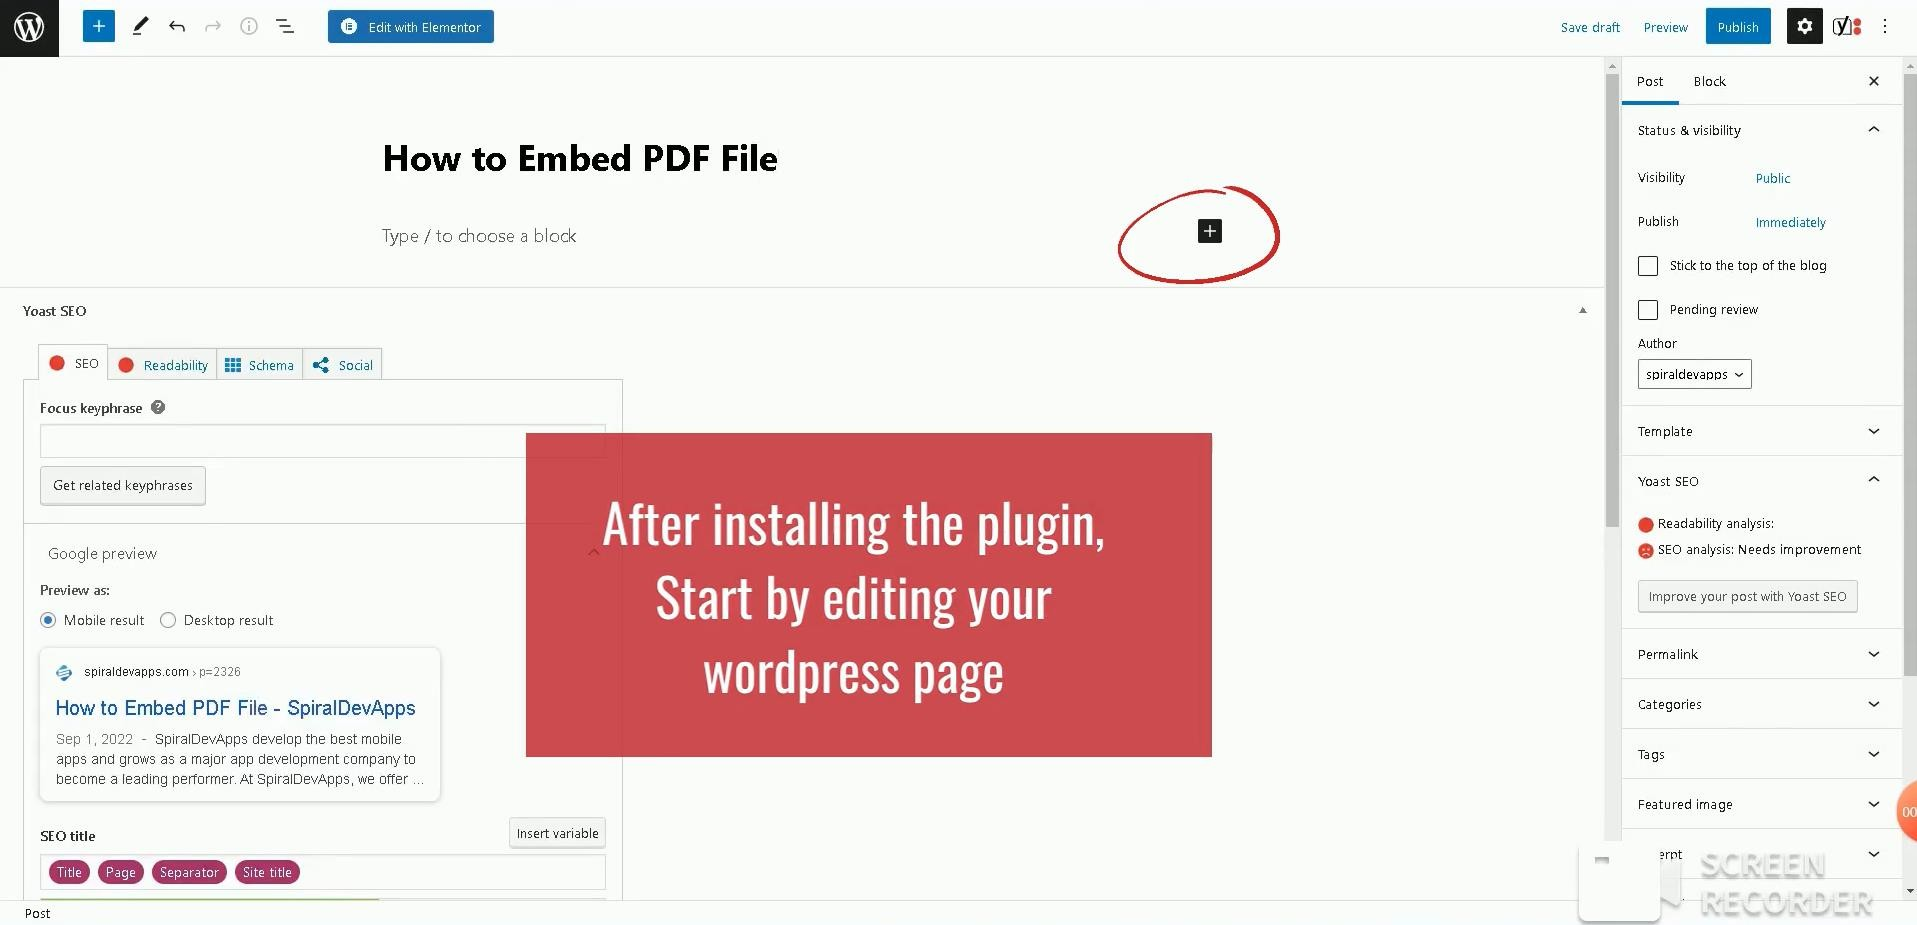 Edit with Elementor
Save draft
Preview
Publish
Post
Block
How to Embed PDF File
Type / to choose a block
Status & visibility
Visibility
Public
Publish
Immediately
Stick to the top of the blog
Pending review
Author
spiraldevapps
Template
Yoast SEO
Readability analysis:
SEO analysis: Needs improvement
Improve your post with Yoast SEO
Permalink
Categories
Tags
Featured image
Yoast SEO
SEO
Readability
Schema
Social
Focus keyphrase
Get related keyphrases
Google preview
Preview as:
Mobile result
Desktop result
spiraldevapps.com › p=2326
How to Embed PDF File - SpiralDevApps
Sep 1, 2022 - SpiralDevApps develop the best mobile
apps and grows as a major app development company to
become a leading performer. At SpiralDevApps, we offer ...
SEO title
Insert variable
Title
Page
Separator
Site title
Post
After installing the plugin,
Start by editing your
wordpress page
00
SCREEN
RECORDER